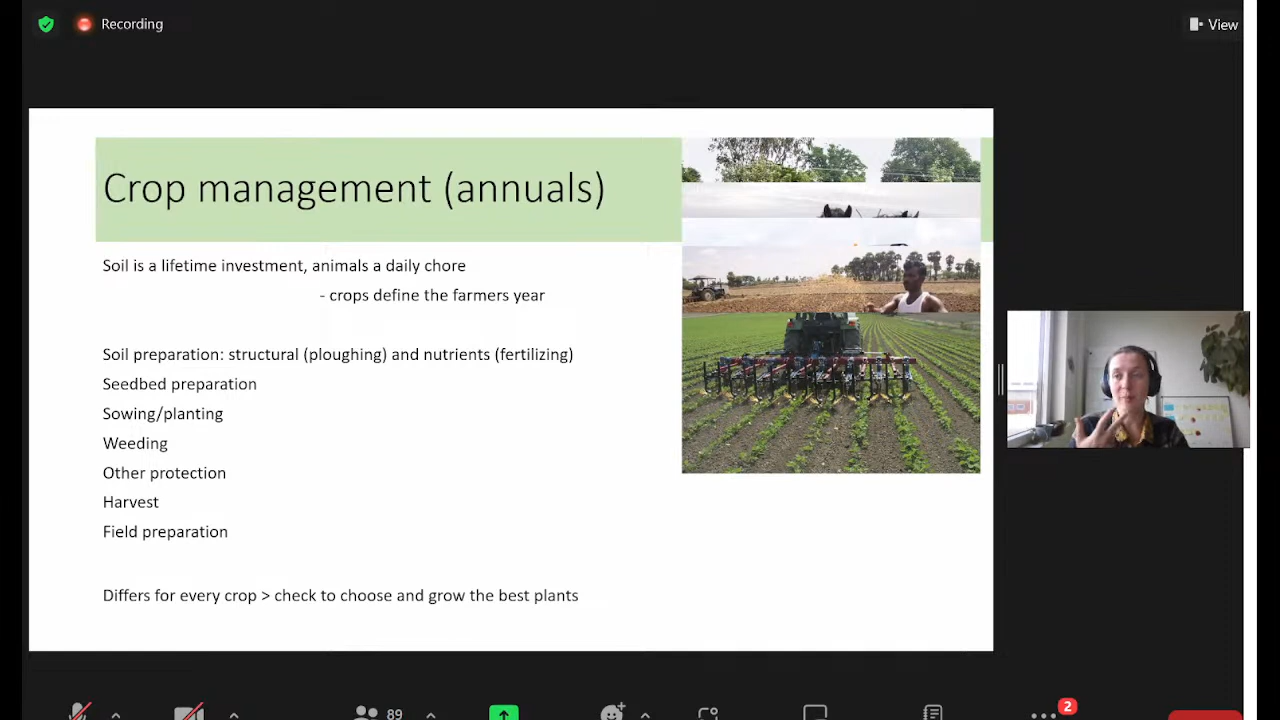 Recording
View
Crop management (annuals)
Soil is a lifetime investment, animals a daily chore
- crops define the farmers year
Soil preparation: structural (ploughing) and nutrients (fertilizing)
Seedbed preparation
Sowing/planting
Weeding
Other protection
Harvest
Field preparation
Differs for every crop > check to choose and grow the best plants
89
2